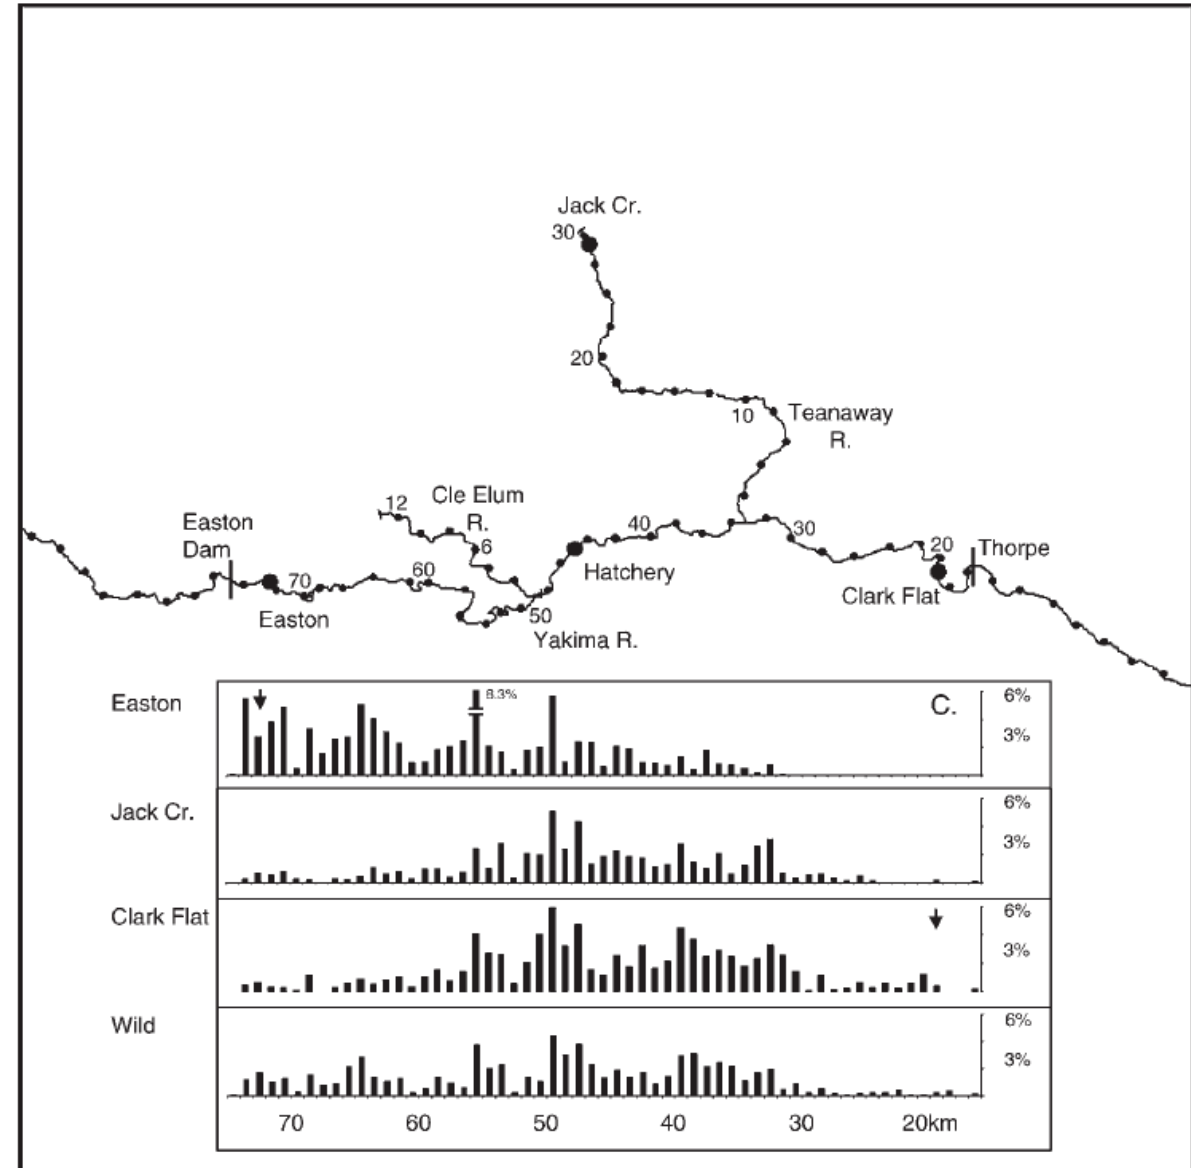 Jack Cr.
30
20
10
Teanaway
R.
12
Cle Elum
R.
6
Easton
Dam
40
30
20
Thorpe
70
60
Hatchery
Clark Flat
Easton
50
Yakima R.
Easton
8.3%
C.
6%
3%
Jack Cr.
6%
3%
Clark Flat
6%
3%
Wild
6%
3%
70 60 50 40 30 20km